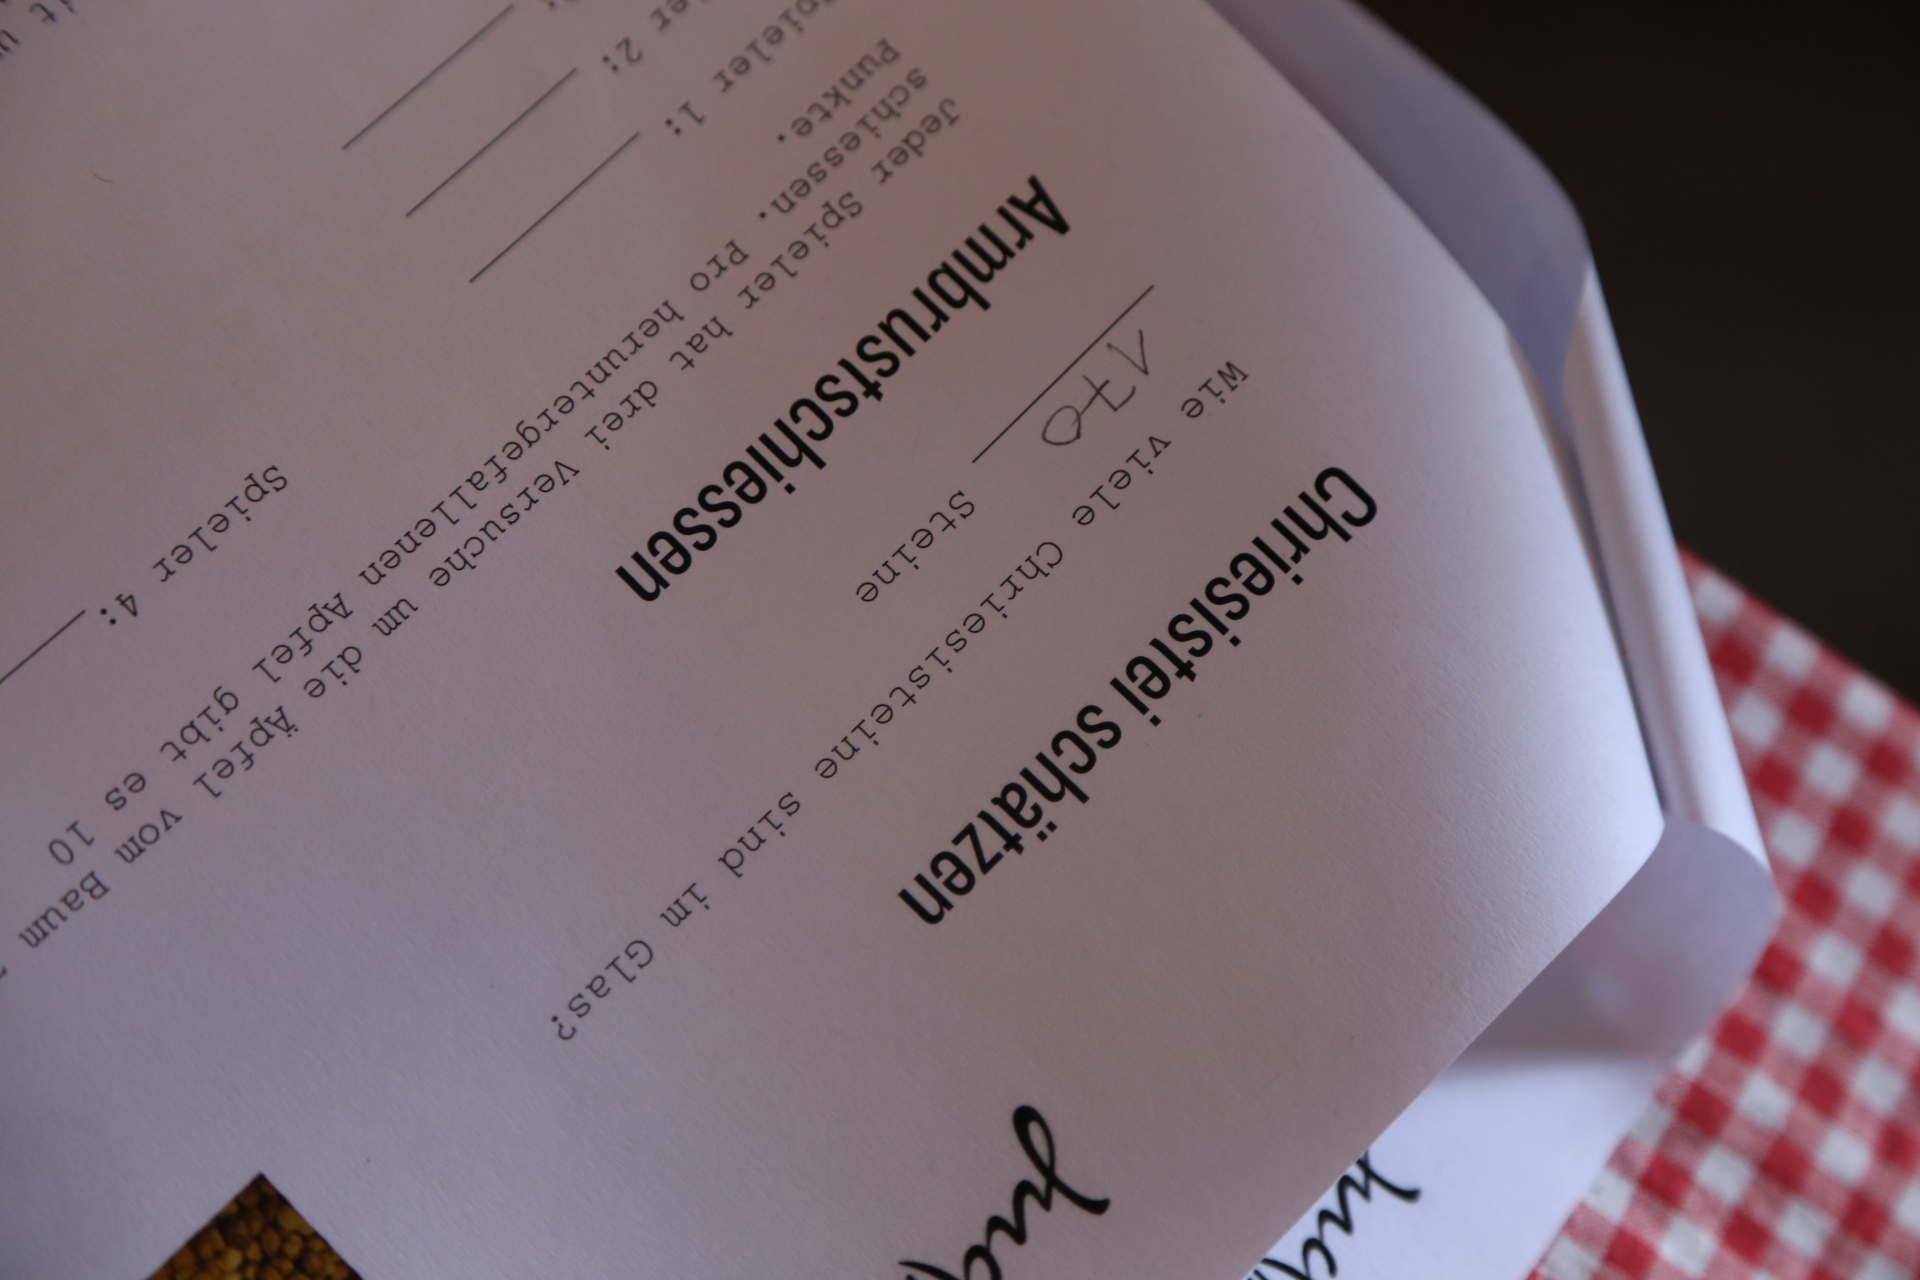 Chriesistei schätzen
Wie viele Chriesisteine sind im Glas?
170 Steine
Armbrustschiessen
Jeder Spieler hat drei Versuche um die Äpfel vom Baum
schiessen. Pro heruntergefallenen Apfel gibt es 10
Punkte.
Spieler 1:
2:
Spieler 4: